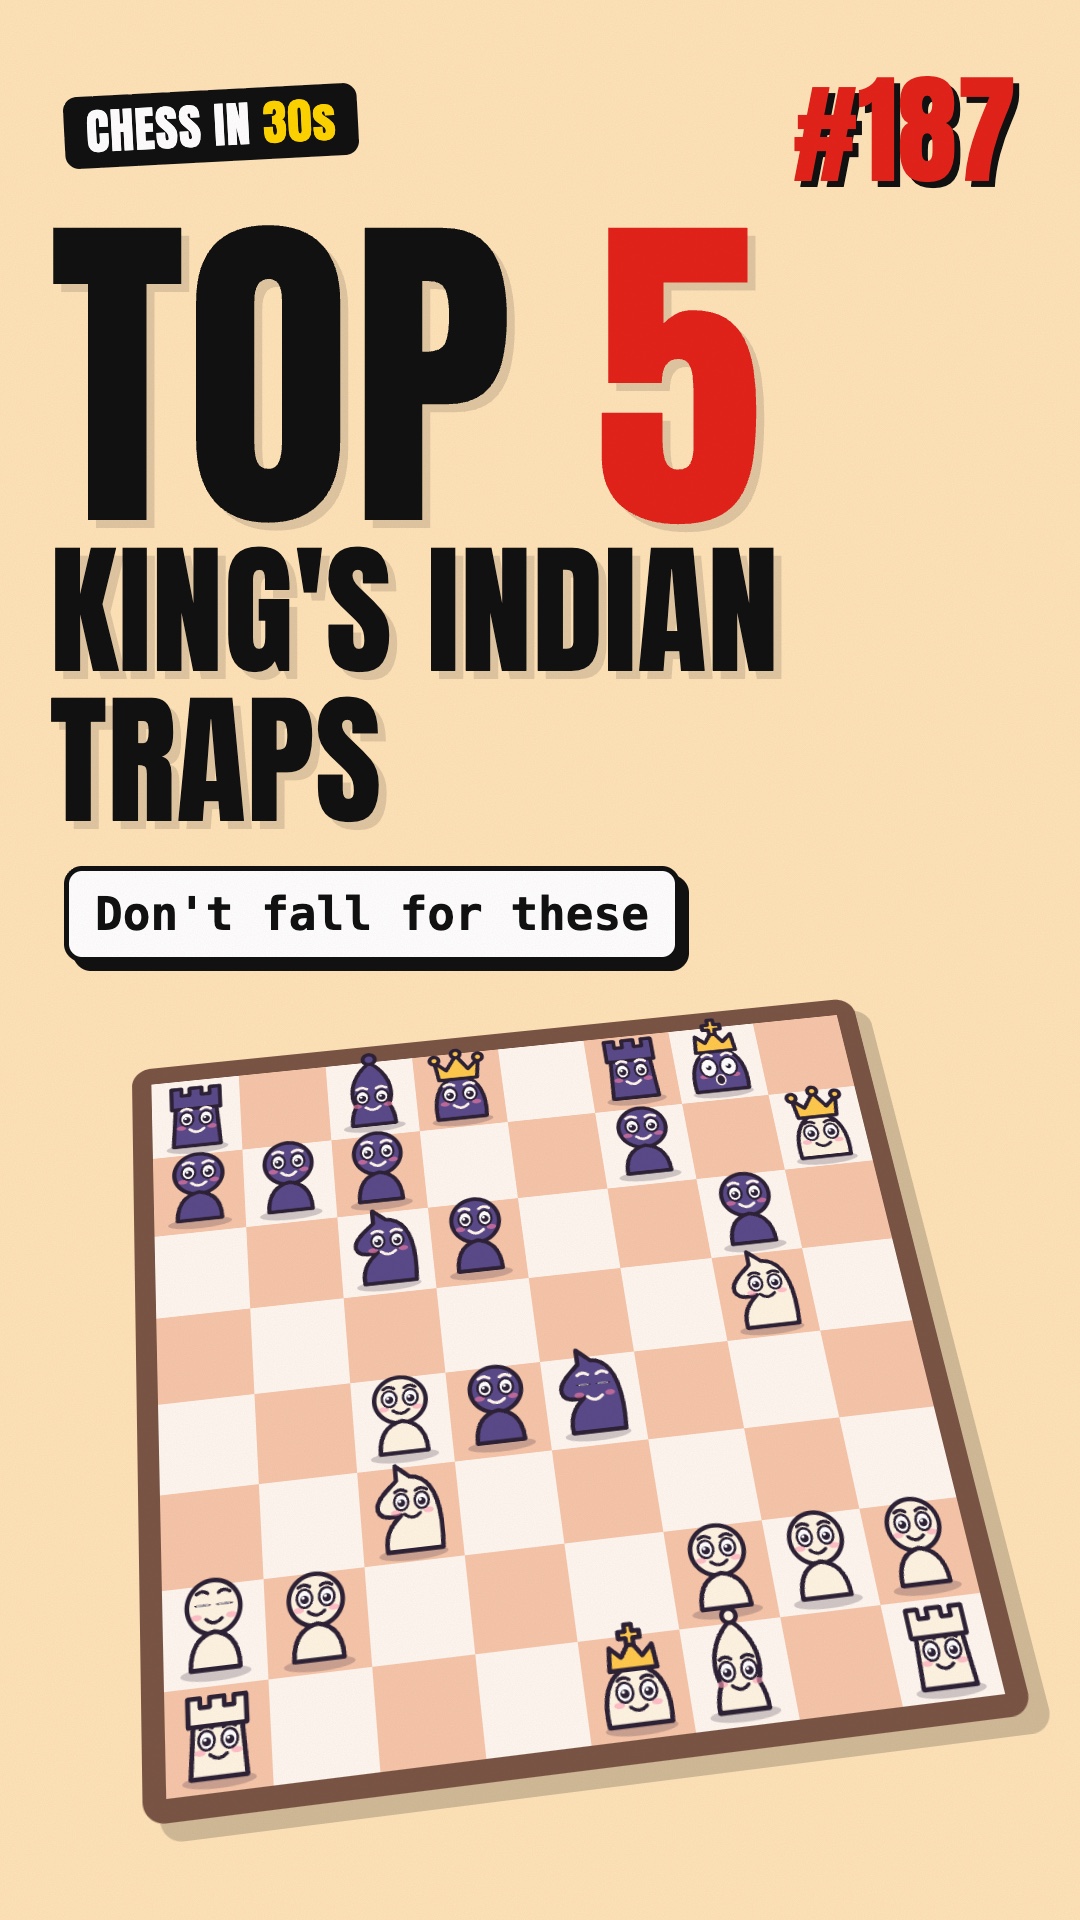 CHESS IN 30s
#187
TOP 5
KING'S INDIAN
TRAPS
Don't fall for these